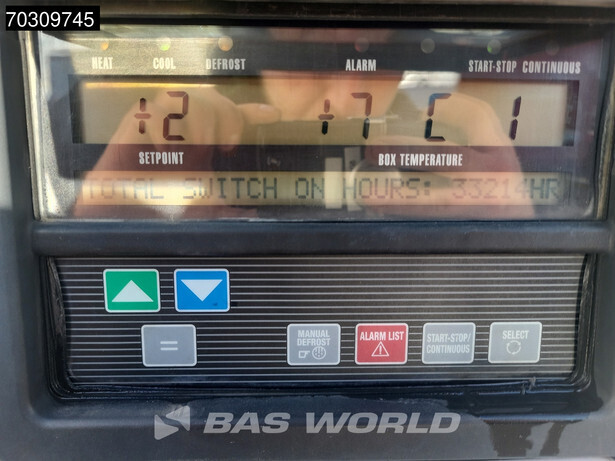 70309745
HEAT COOL DEFROST ALARM START-STOP CONTINUOUS
+2 +7 C 1
SETPOINT BOX TEMPERATURE
TOTAL SWITCH ON HOURS: 33214HR
=
MANUAL DEFROST
ALARM LIST
START-STOP/ CONTINUOUS
SELECT
BAS WORLD